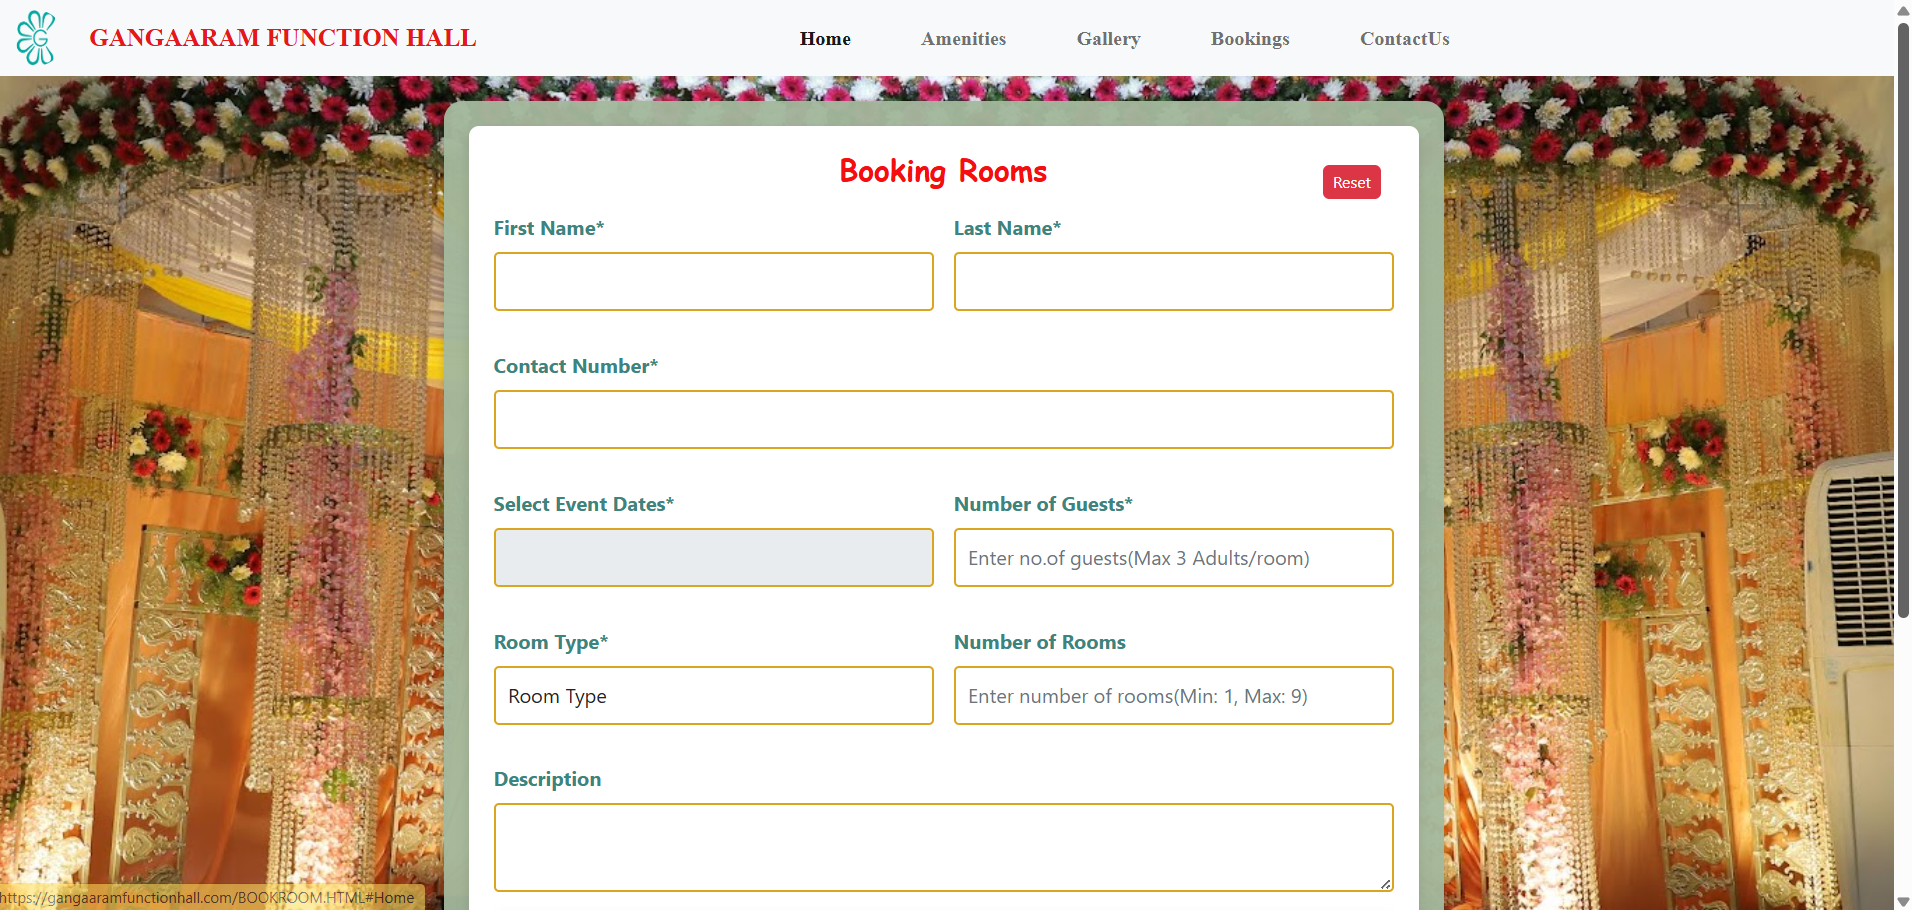 G
GANGAARAM FUNCTION HALL
Home
Amenities
Gallery
Bookings
ContactUs
Booking Rooms
Reset
First Name*
Last Name*
Contact Number*
Select Event Dates*
Number of Guests*
Enter no.of guests(Max 3 Adults/room)
Room Type*
Number of Rooms
Room Type
Enter number of rooms(Min: 1, Max: 9)
Description
https://gangaaramfunctionhall.com/BOOKROOM.HTML#Home